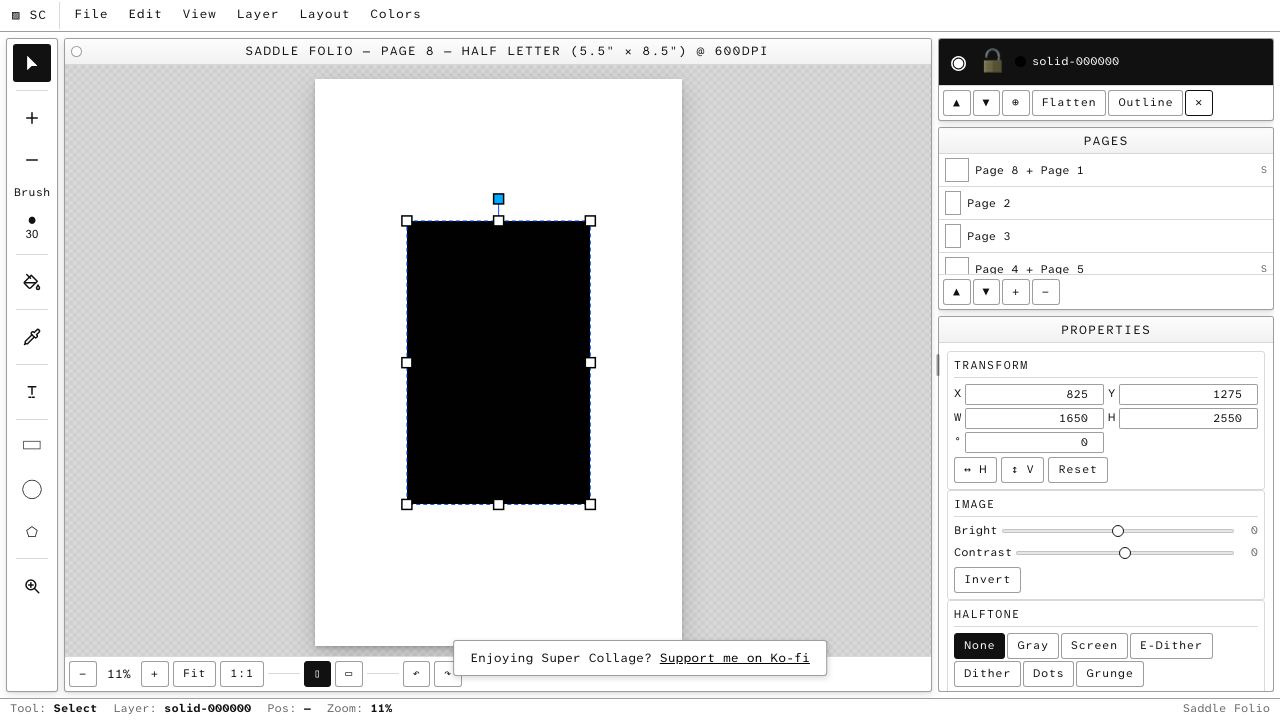 SC File Edit View Layer Layout Colors
SADDLE FOLIO — PAGE 8 — HALF LETTER (5.5" × 8.5") @ 600DPI
Brush
30
Enjoying Super Collage? Support me on Ko-fi
− 11% + Fit 1:1
solid-000000
Flatten Outline ×
PAGES
Page 8 + Page 1 S
Page 2
Page 3
Page 4 + Page 5 S
PROPERTIES
TRANSFORM
X 825 Y 1275
W 1650 H 2550
° 0
↔ H ↕ V Reset
IMAGE
Bright 0
Contrast 0
Invert
HALFTONE
None Gray Screen E-Dither
Dither Dots Grunge
Tool: Select Layer: solid-000000 Pos: — Zoom: 11% Saddle Folio